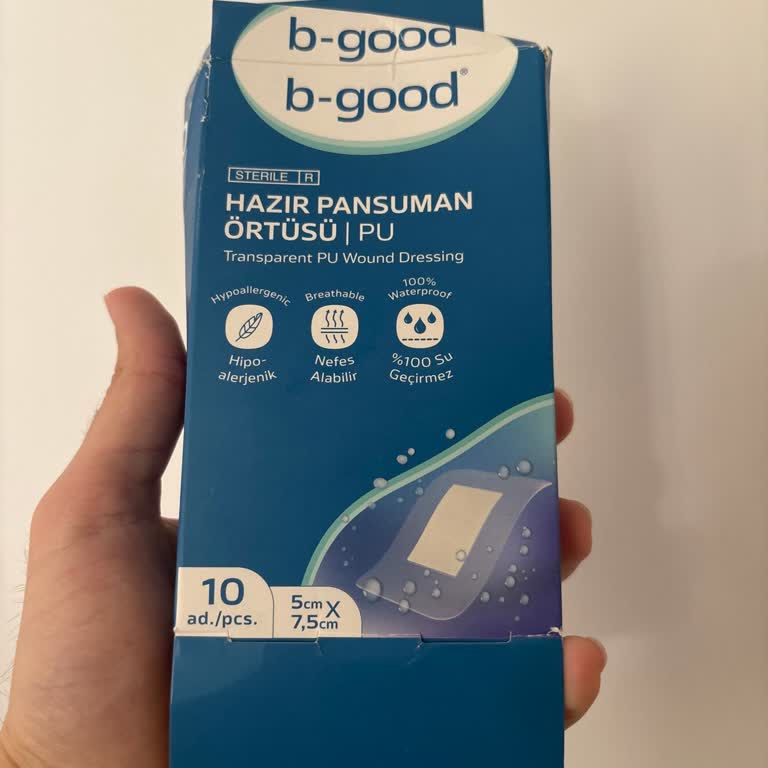 b-good
b-good®
STERILE R
HAZIR PANSUMAN
ÖRTÜSÜ | PU
Transparent PU Wound Dressing
Hypoallergenic
Hipo-
alerjenik
Breathable
Nefes
Alabilir
100%
Waterproof
%100 Su
Geçirmez
10
ad./pcs.
5cm X
7,5cm